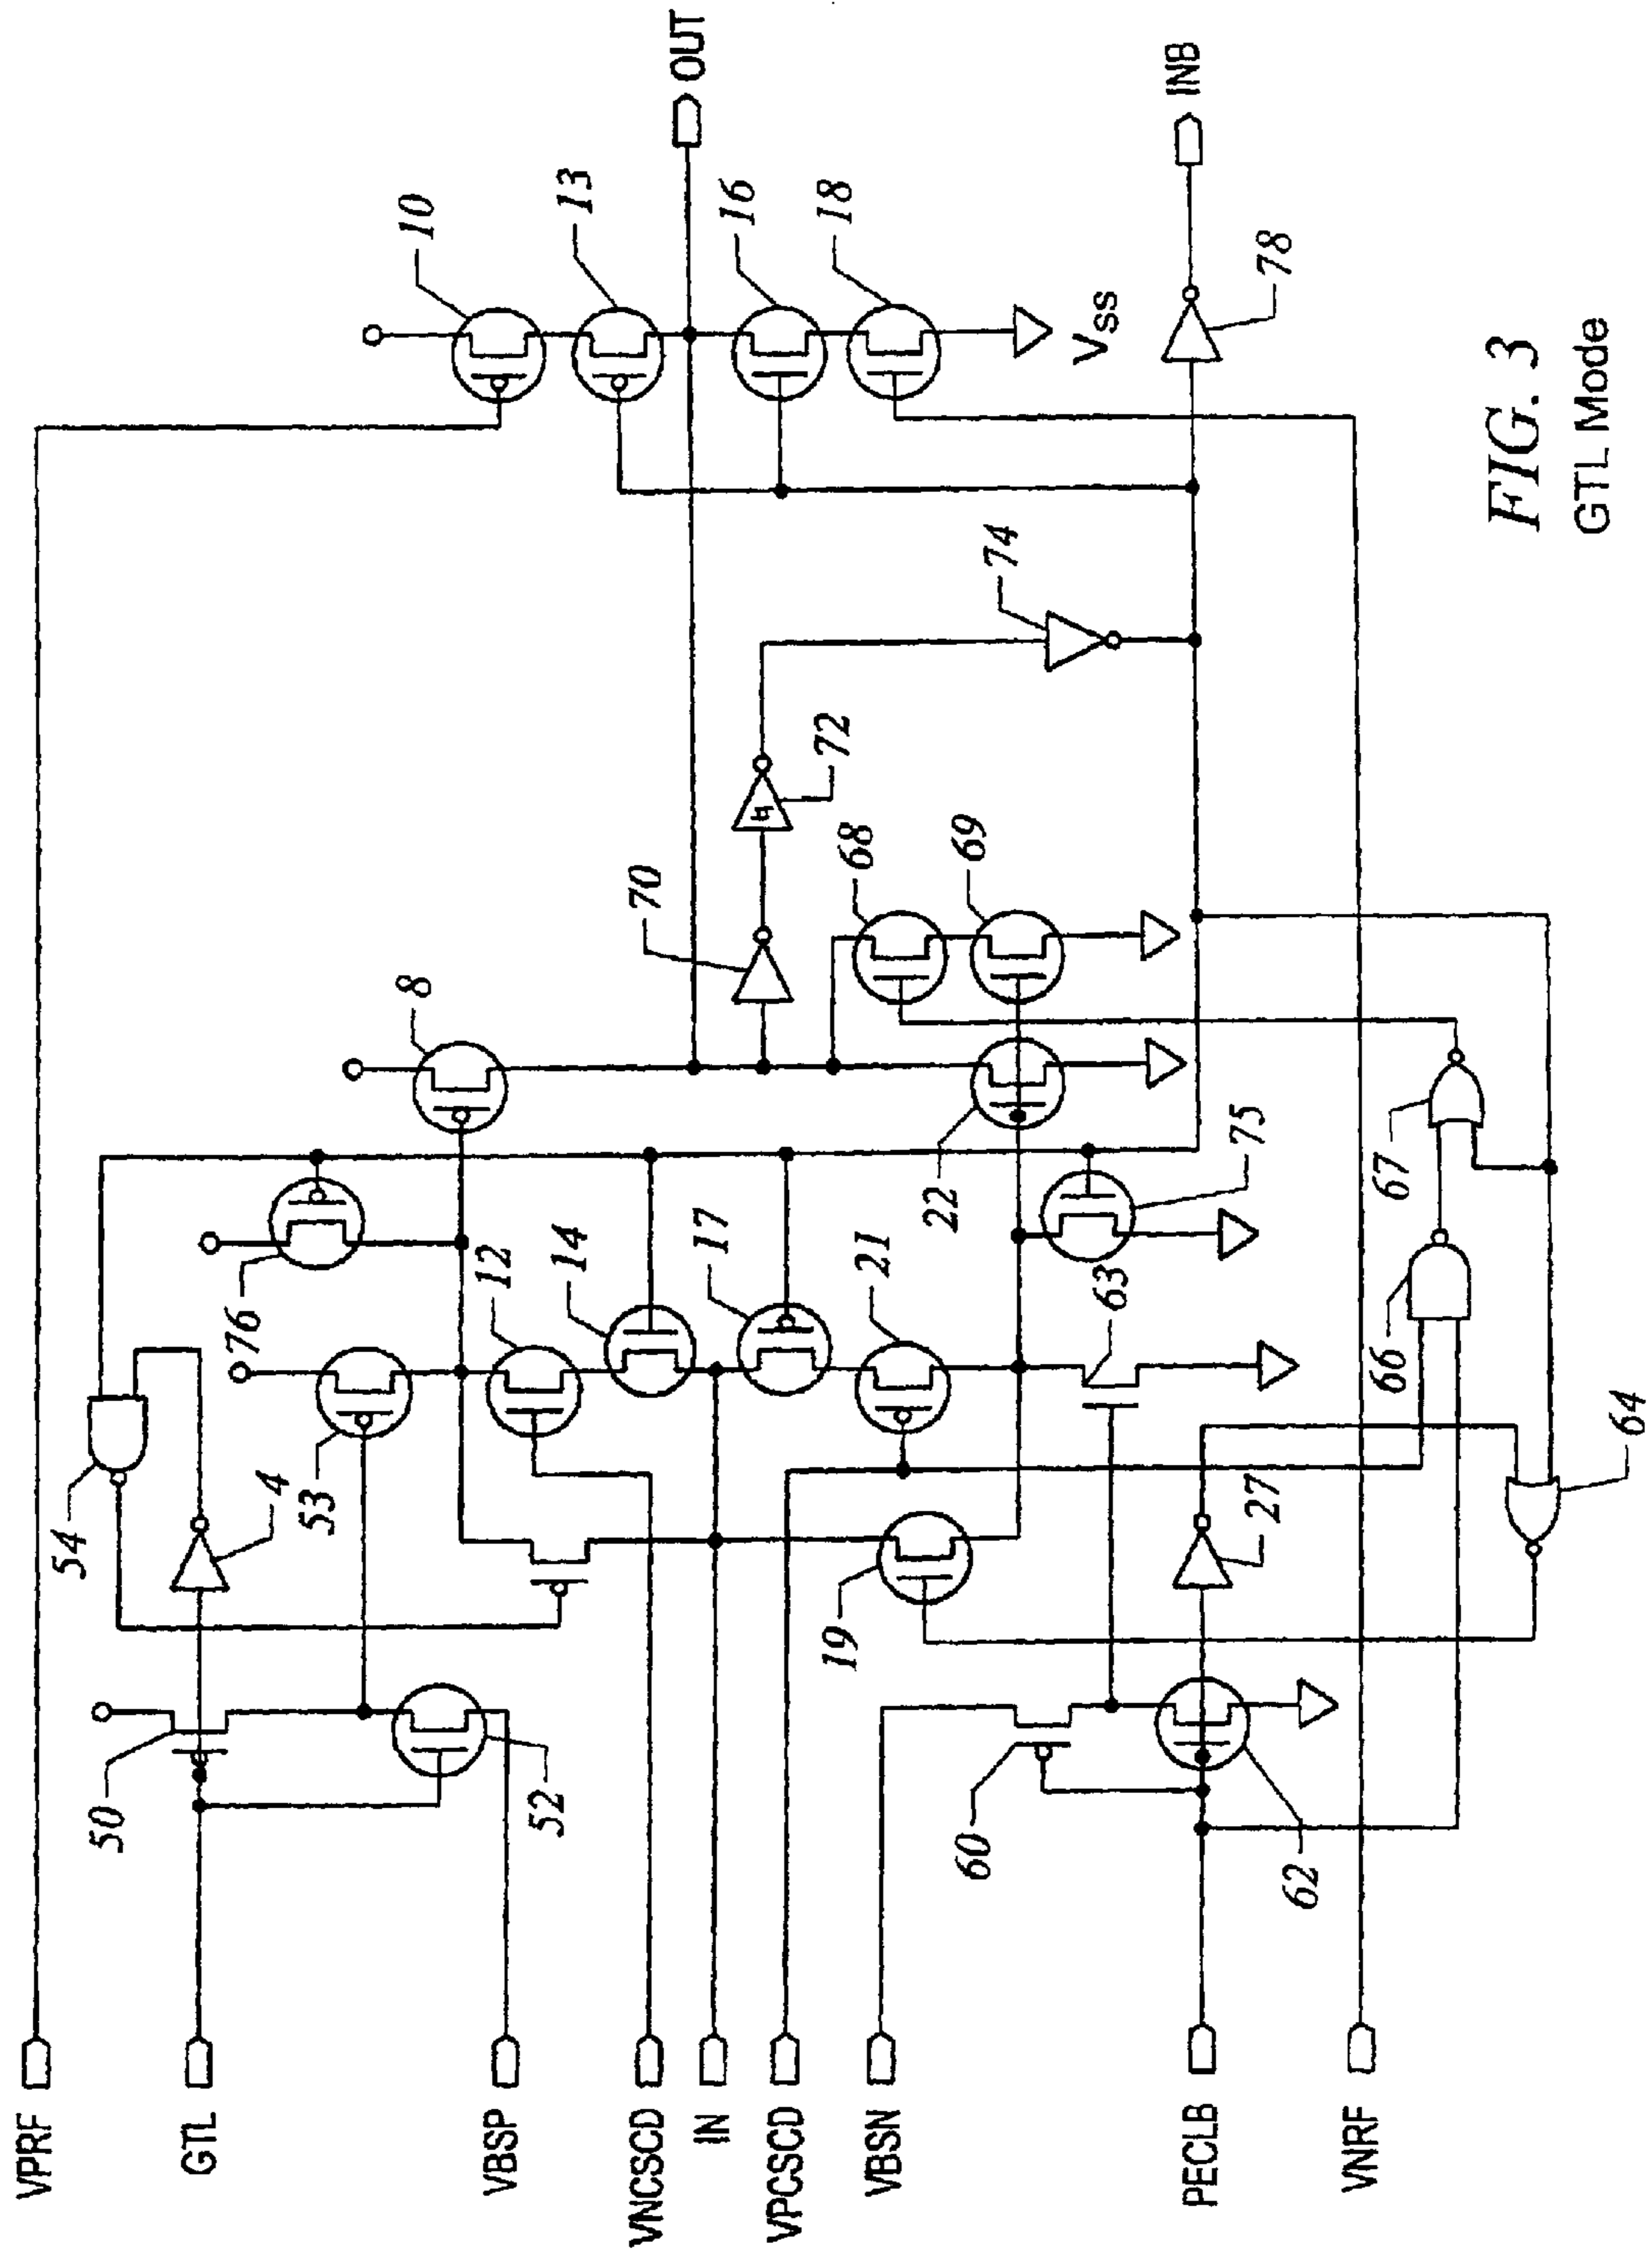 VPRF
GTL
VBSP
VNCSCD
IN
VPCSCD
VBSN
PECLB
VNRF
50
52
54
4
53
76
12
14
17
21
19
63
60
62
27
64
66
67
22
75
8
70
72
68
69
74
10
13
16
18
VSS
78
OUT
INB
FIG. 3
GTL Mode